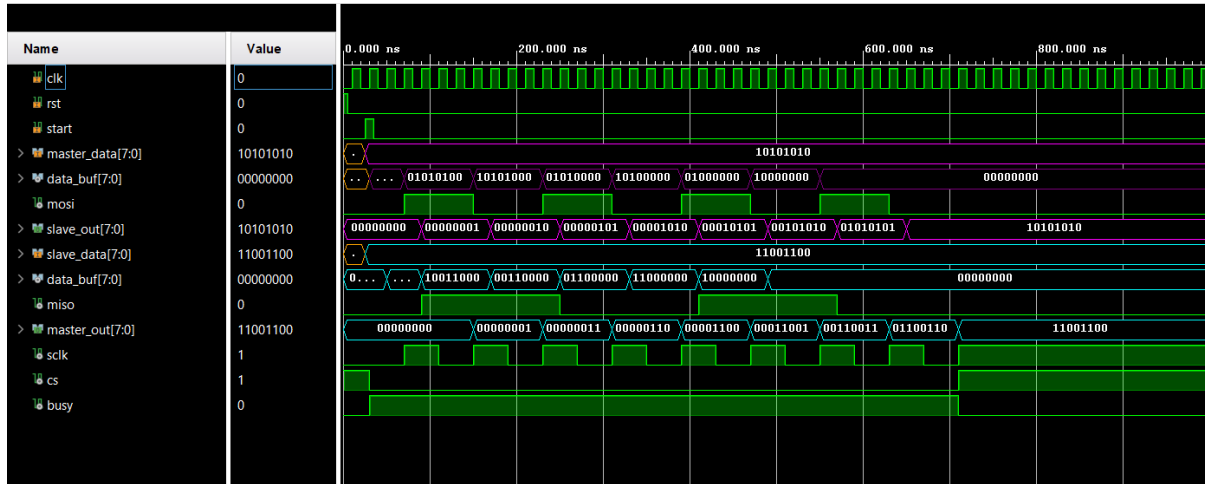 Name Value 0.000 ns 200.000 ns 400.000 ns 600.000 ns 800.000 ns
clk 0
rst 0
start 0
master_data[7:0] 10101010 . 10101010
data_buf[7:0] 00000000 .. ... 01010100 10101000 01010000 10100000 01000000 10000000 00000000
mosi 0
slave_out[7:0] 10101010 00000000 00000001 00000010 00000101 00001010 00010101 00101010 01010101 10101010
slave_data[7:0] 11001100 . 11001100
data_buf[7:0] 00000000 0... ... 10011000 00110000 01100000 11000000 10000000 00000000
miso 0
master_out[7:0] 11001100 00000000 00000001 00000011 00000110 00001100 00011001 00110011 01100110 11001100
sclk 1
cs 1
busy 0